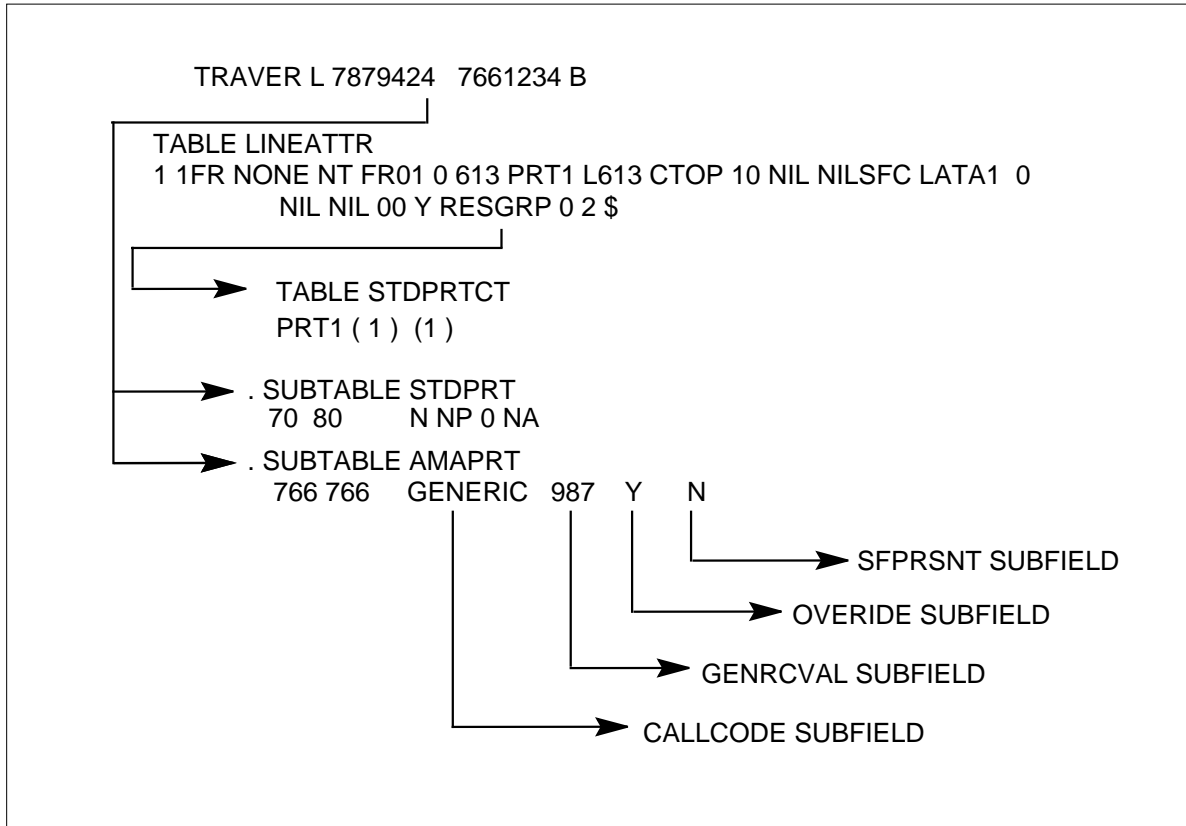 TRAVER L 7879424 7661234 B
TABLE LINEATTR
1 1FR NONE NT FR01 0 613 PRT1 L613 CTOP 10 NIL NILSFC LATA1 0
NIL NIL 00 Y RESGRP 0 2 $
TABLE STDPRTCT
PRT1 ( 1 ) (1 )
. SUBTABLE STDPRT
70 80 N NP 0 NA
. SUBTABLE AMAPRT
766 766 GENERIC 987 Y N
SFPRSNT SUBFIELD
OVERIDE SUBFIELD
GENRCVAL SUBFIELD
CALLCODE SUBFIELD